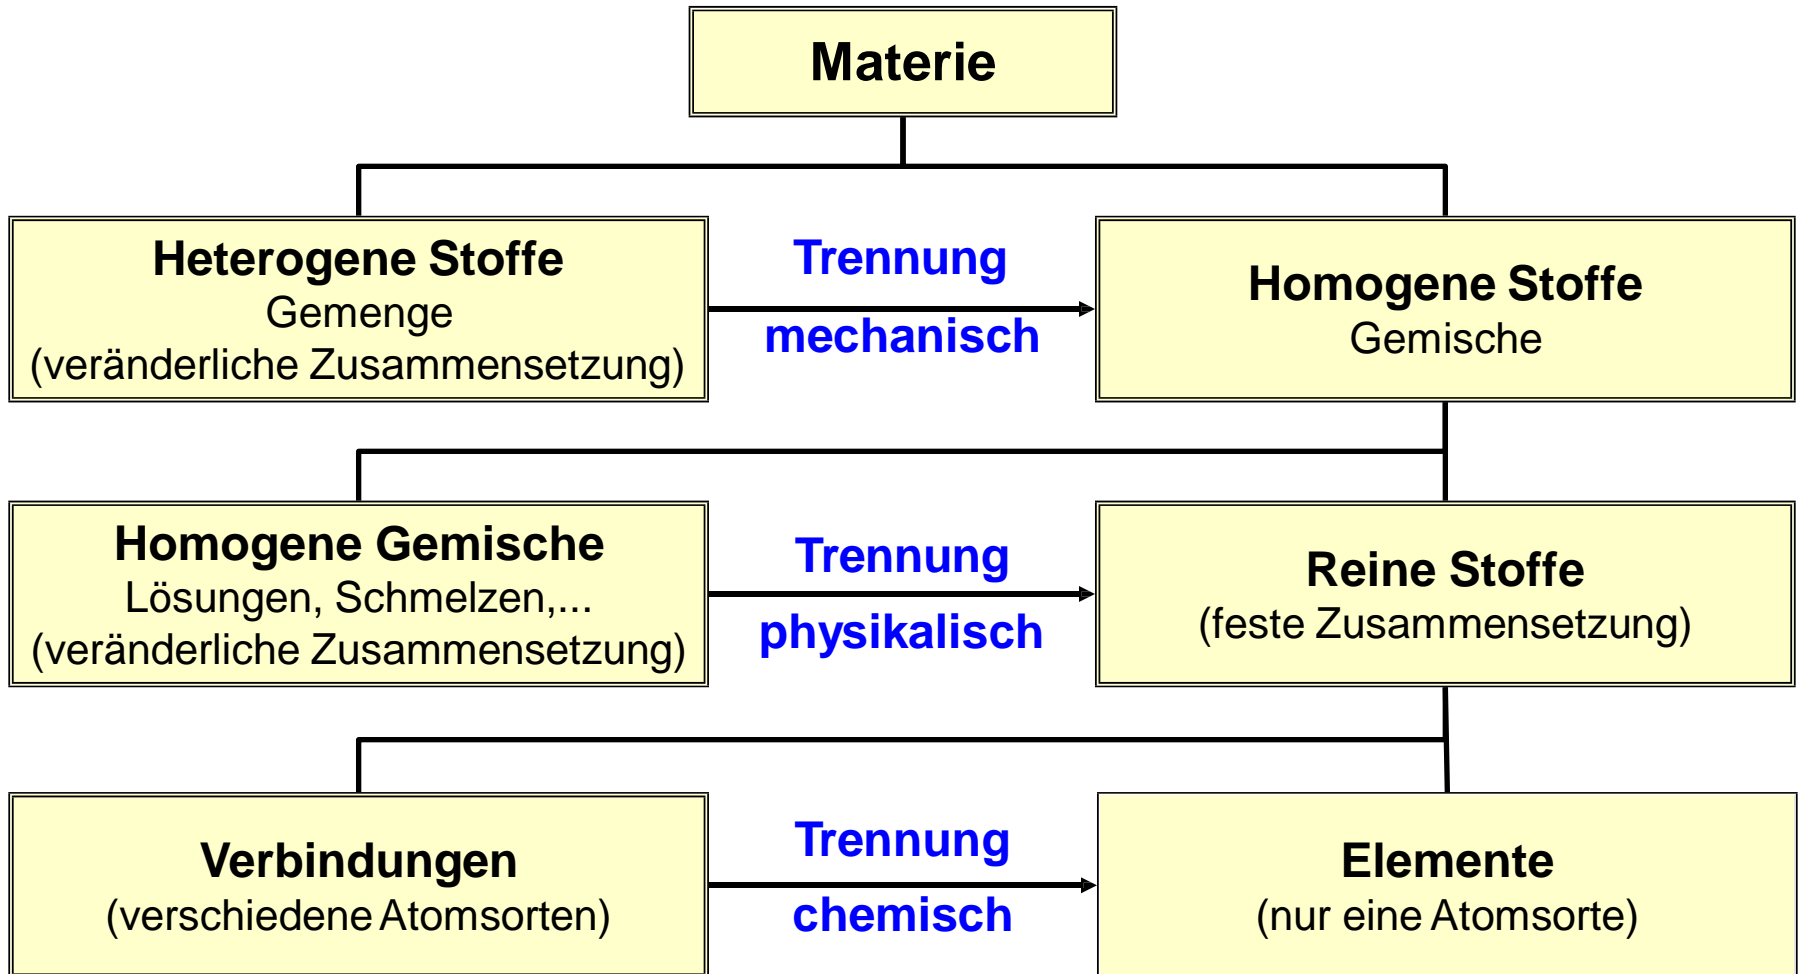 Materie
Heterogene Stoffe
Gemenge
(veränderliche Zusammensetzung)
Trennung
mechanisch
Homogene Stoffe
Gemische
Homogene Gemische
Lösungen, Schmelzen,...
(veränderliche Zusammensetzung)
Trennung
physikalisch
Reine Stoffe
(feste Zusammensetzung)
Verbindungen
(verschiedene Atomsorten)
Trennung
chemisch
Elemente
(nur eine Atomsorte)